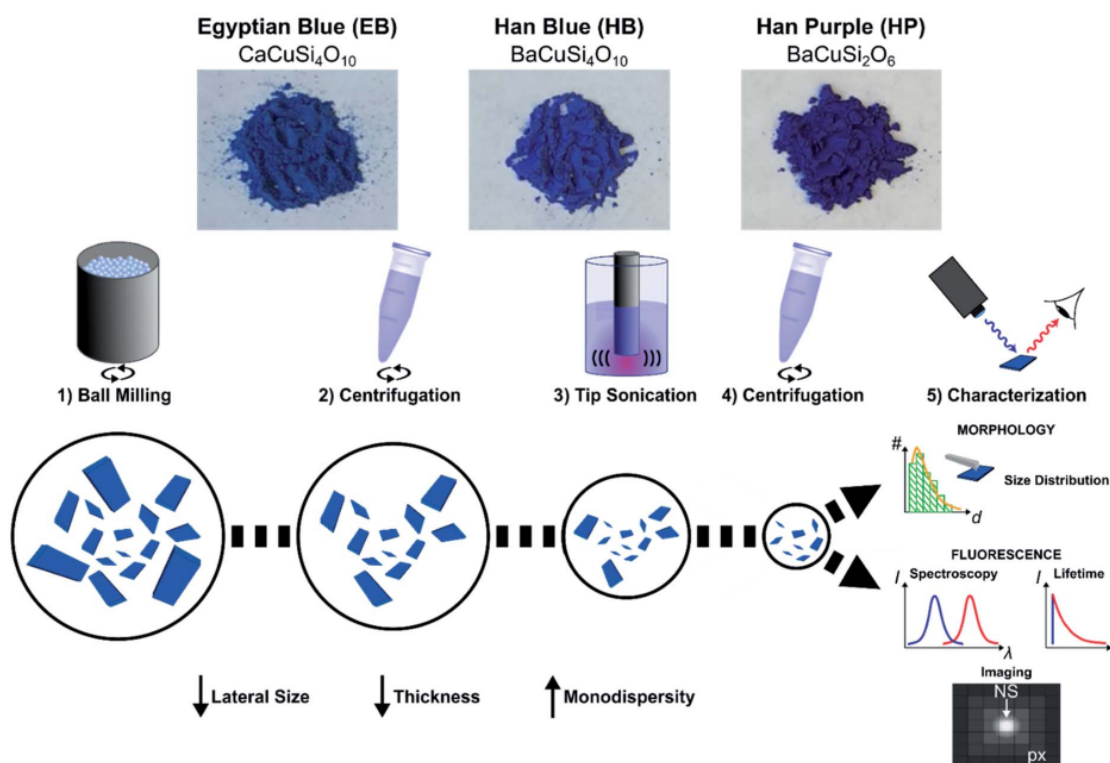 Egyptian Blue (EB)
CaCuSi₄O₁₀
Han Blue (HB)
BaCuSi₄O₁₀
Han Purple (HP)
BaCuSi₂O₆
1) Ball Milling
2) Centrifugation
3) Tip Sonication
4) Centrifugation
5) Characterization
MORPHOLOGY
#
Size Distribution
d
FLUORESCENCE
Spectroscopy
Lifetime
I
I
λ
Imaging
NS
px
↓ Lateral Size
↓ Thickness
↑ Monodispersity